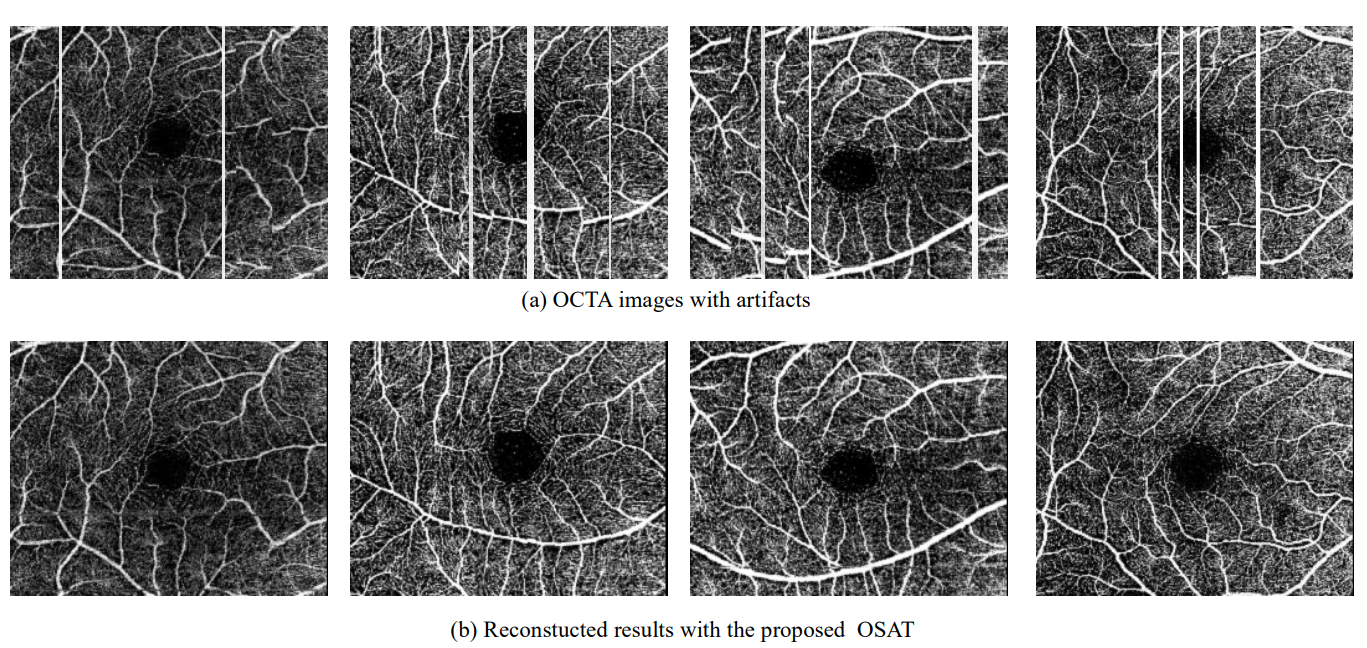 (a) OCTA images with artifacts
(b) Reconstucted results with the proposed OSAT